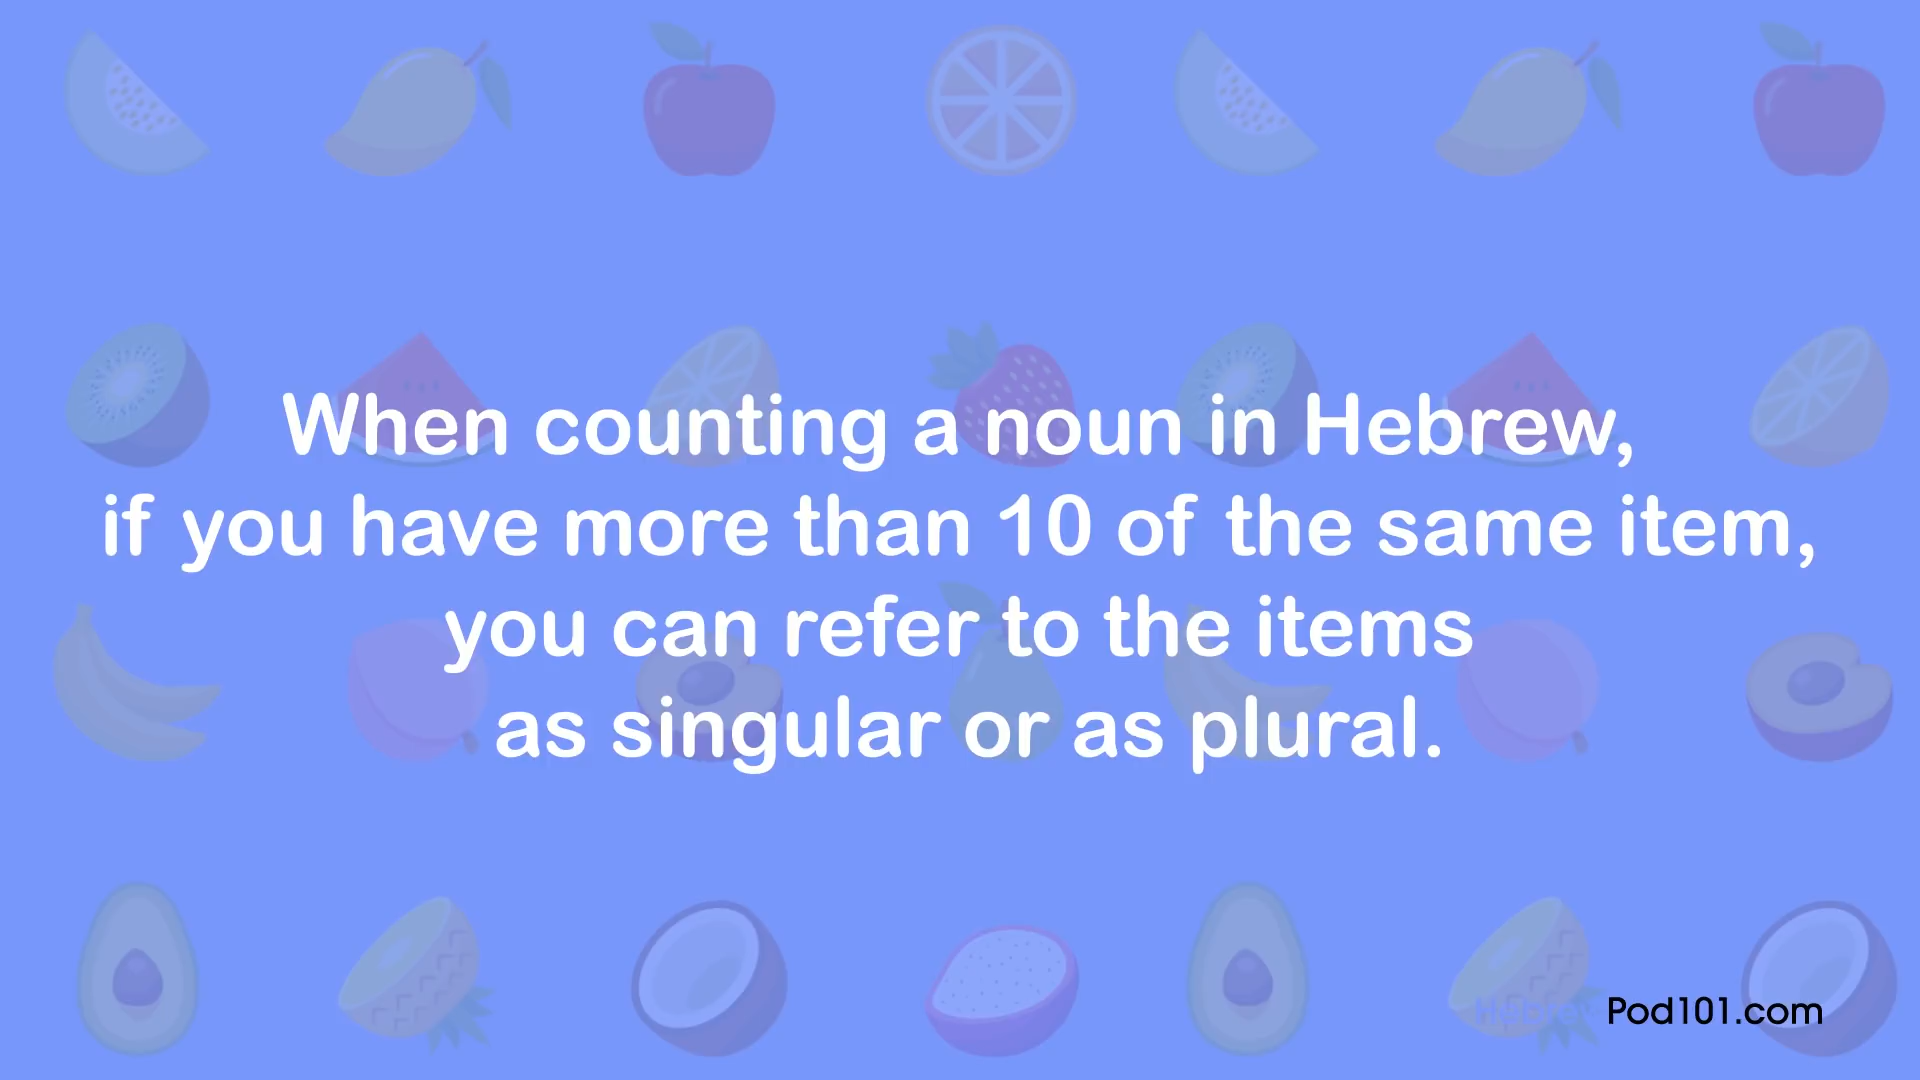 When counting a noun in Hebrew,
if you have more than 10 of the same item,
you can refer to the items
as singular or as plural.
HebrewPod101.com